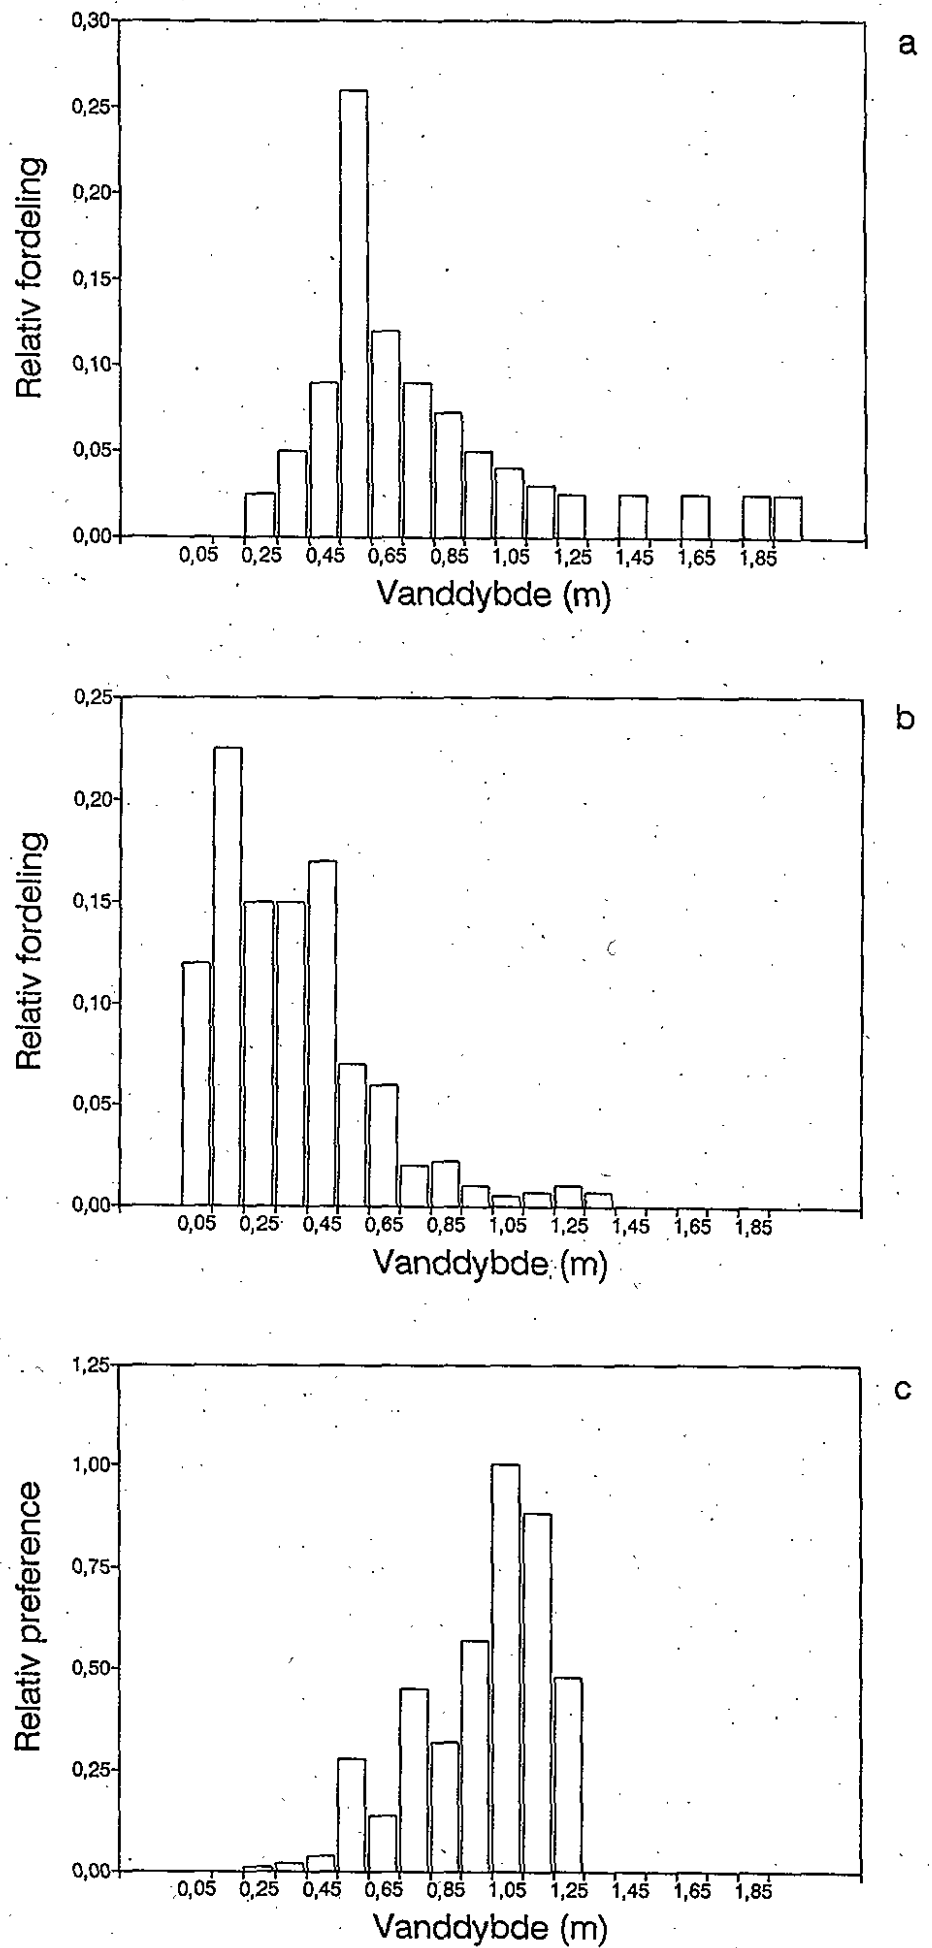 a
0,30
0,25
0,20
0,15
0,10
0,05
0,00
Relativ fordeling
0,05 0,25 0,45 0,65 0,85 1,05 1,25 1,45 1,65 1,85
Vanddybde (m)
b
0,25
0,20
0,15
0,10
0,05
0,00
Relativ fordeling
0,05 0,25 0,45 0,65 0,85 1,05 1,25 1,45 1,65 1,85
Vanddybde (m)
c
1,25
1,00
0,75
0,50
0,25
0,00
Relativ preference
0,05 0,25 0,45 0,65 0,85 1,05 1,25 1,45 1,65 1,85
Vanddybde (m)